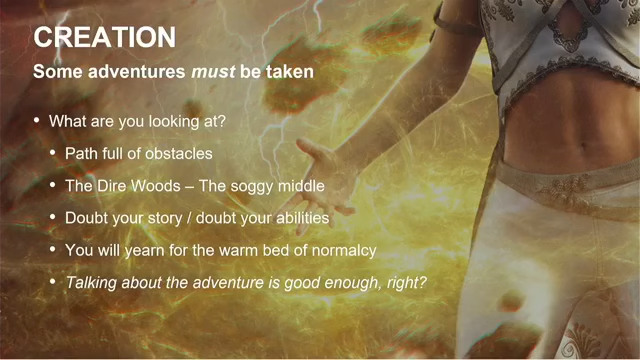 CREATION
Some adventures must be taken
• What are you looking at?
• Path full of obstacles
• The Dire Woods – The soggy middle
• Doubt your story / doubt your abilities
• You will yearn for the warm bed of normalcy
• Talking about the adventure is good enough, right?